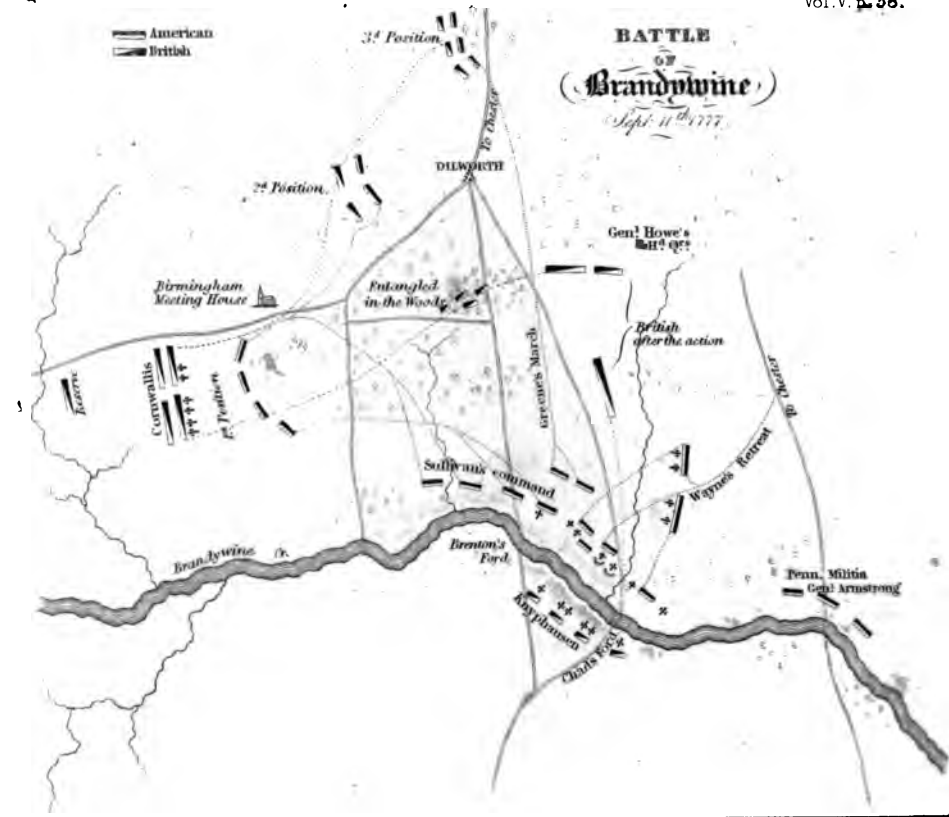 Vol. V. p. 38.
American
British
BATTLE
OF
Brandywine
Sept. 11th 1777
3d Position
To Chester
DILWORTH
2d Position
Genl Howe's
Hd Qrs
Birmingham
Meeting House
Entangled
in the Woods
British
after the action
Reserve
Cornwallis
1st Position
Greene's March
To Chester
Sullivan's command
Wayne's Retreat
Brandywine Cr.
Brenton's
Ford
Knyphausen
Chads Ford
Penn. Militia
Genl Armstrong